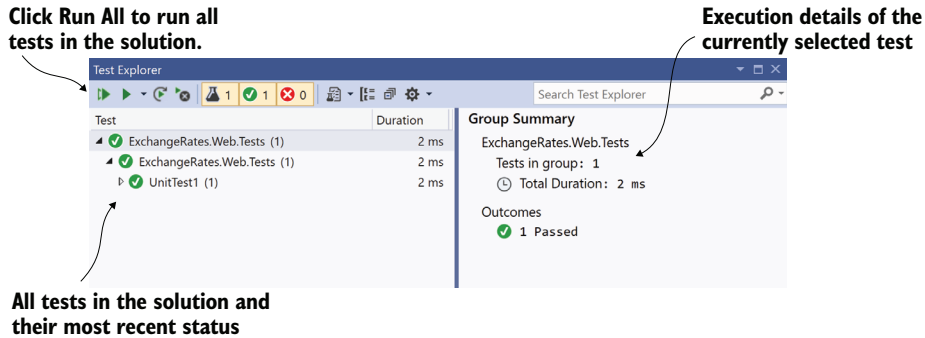 Click Run All to run all
tests in the solution.
Execution details of the
currently selected test
Test Explorer
1 1 0
Search Test Explorer
Test Duration
ExchangeRates.Web.Tests (1) 2 ms
ExchangeRates.Web.Tests (1) 2 ms
UnitTest1 (1) 2 ms
Group Summary
ExchangeRates.Web.Tests
Tests in group: 1
Total Duration: 2 ms
Outcomes
1 Passed
All tests in the solution and
their most recent status